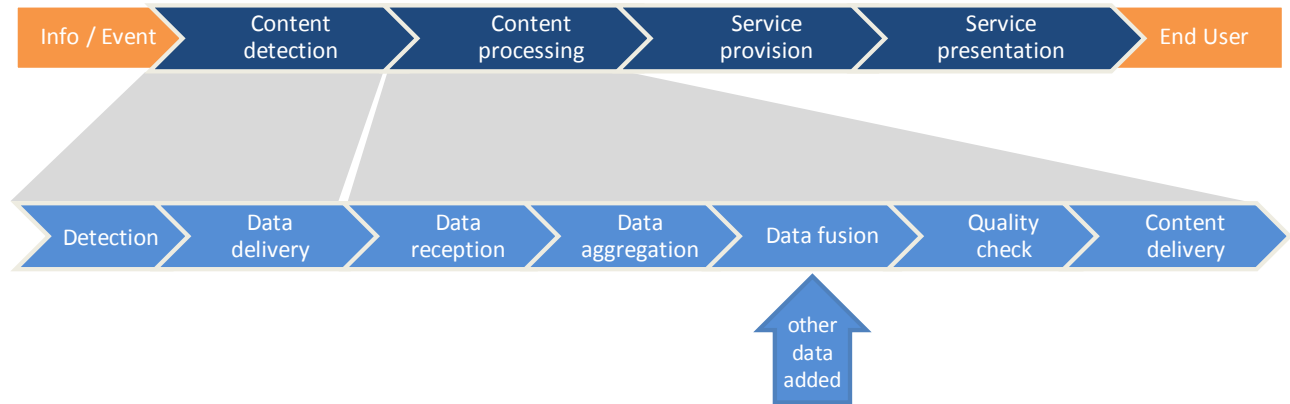 Info / Event
Content
detection
Content
processing
Service
provision
Service
presentation
End User
Detection
Data
delivery
Data
reception
Data
aggregation
Data fusion
Quality
check
Content
delivery
other
data
added